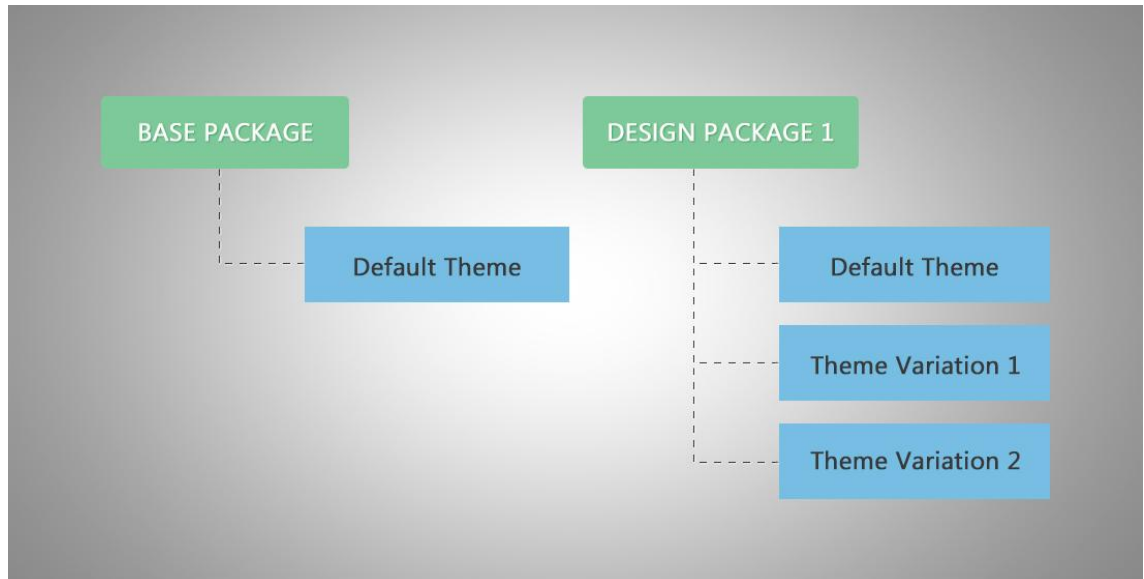 BASE PACKAGE
Default Theme
DESIGN PACKAGE 1
Default Theme
Theme Variation 1
Theme Variation 2